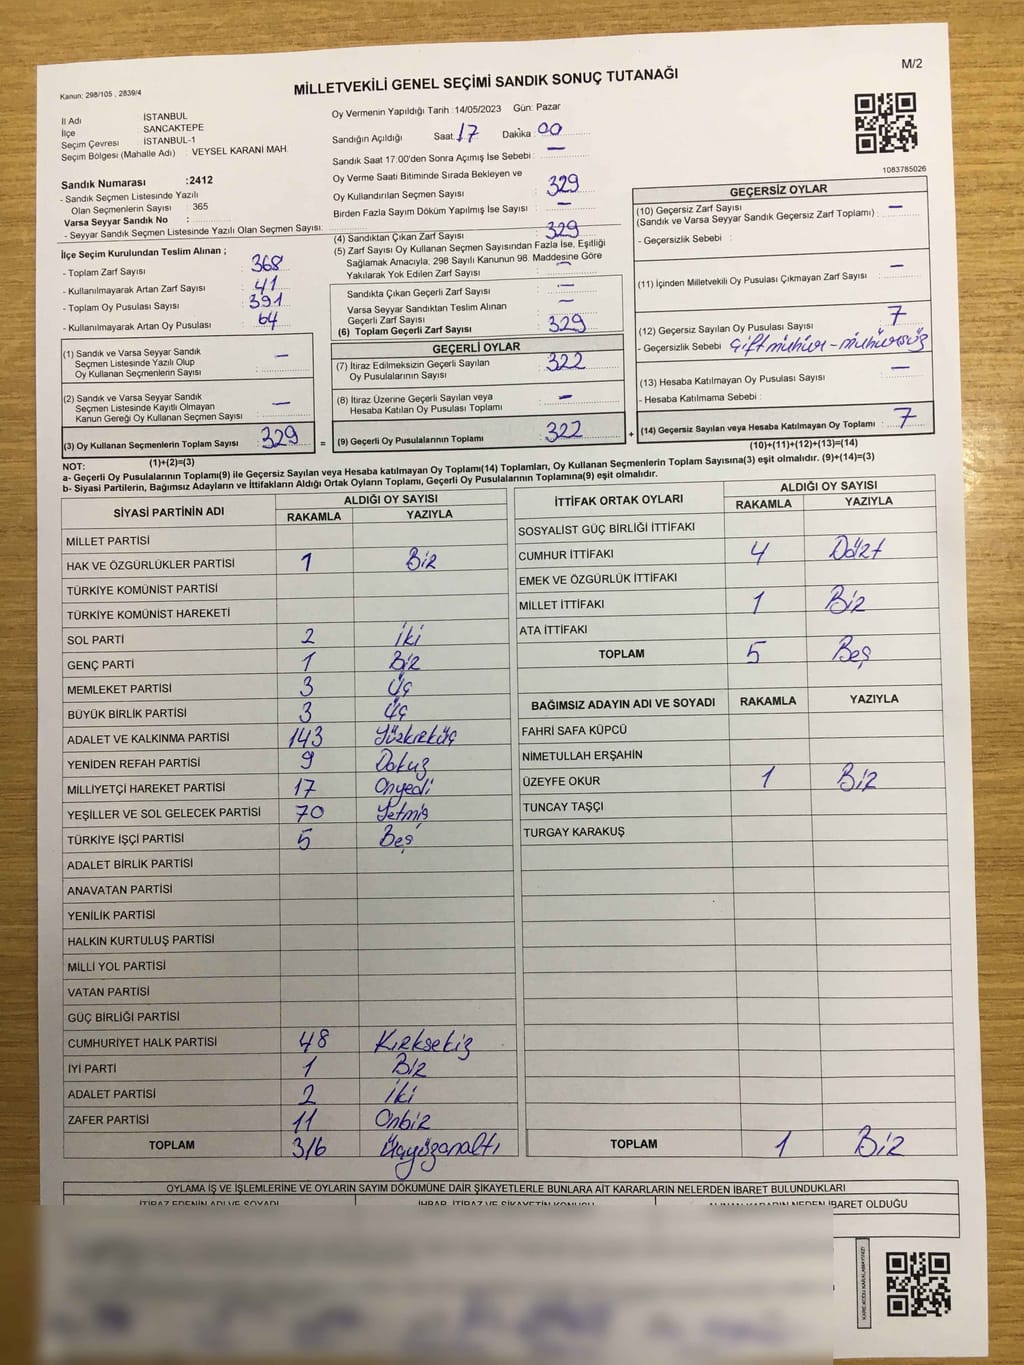 M/2
MİLLETVEKİLİ GENEL SEÇİMİ SANDIK SONUÇ TUTANAĞI
Kanun: 298/105 , 2839/4
İl Adı İSTANBUL
İlçe SANCAKTEPE
Seçim Çevresi İSTANBUL-1
Seçim Bölgesi (Mahalle Adı) : VEYSEL KARANİ MAH.
Sandık Numarası :2412
- Sandık Seçmen Listesinde Yazılı
Olan Seçmenlerin Sayısı : 365
Varsa Seyyar Sandık No :
- Seyyar Sandık Seçmen Listesinde Yazılı Olan Seçmen Sayısı:
İlçe Seçim Kurulundan Teslim Alınan ;
- Toplam Zarf Sayısı : 368
- Kullanılmayarak Artan Zarf Sayısı : 41
- Toplam Oy Pusulası Sayısı : 391
- Kullanılmayarak Artan Oy Pusulası : 64
(1) Sandık ve Varsa Seyyar Sandık
Seçmen Listesinde Yazılı Olup
Oy Kullanan Seçmenlerin Sayısı : —
(2) Varsa Seyyar Sandık
Seçmen Listesinde Kayıtlı Olmayan
Kanun Gereği Oy Kullanan Seçmen Sayısı : —
(3) Oy Kullanan Seçmenlerin Toplam Sayısı : 329 =
Oy Vermenin Yapıldığı Tarih : 14/05/2023 Gün: Pazar
Sandığın Açıldığı Saat : 17 Dakika : 00
Sandık Saat 17:00'den Sonra Açımış İse Sebebi : —
Oy Verme Saati Bitiminde Sırada Bekleyen ve
Oy Kullandırılan Seçmen Sayısı : 329
Birden Fazla Sayım Döküm Yapılmış İse Sayısı : —
(4) Sandıktan Çıkan Zarf Sayısı : 329
(5) Zarf Sayısı Oy Kullanan Seçmen Sayısından Fazla İse, Eşitliği
Sağlamak Amacıyla; 298 Sayılı Kanunun 98. Maddesine Göre
Yakılarak Yok Edilen Zarf Sayısı : —
Sandıkta Çıkan Geçerli Zarf Sayısı : —
Varsa Seyyar Sandıktan Teslim Alınan
Geçerli Zarf Sayısı : —
(6) Toplam Geçerli Zarf Sayısı : 329
GEÇERLİ OYLAR
(7) İtiraz Edilmeksizin Geçerli Sayılan
Oy Pusulalarının Sayısı : 322
(8) İtiraz Üzerine Geçerli Sayılan veya
Hesaba Katılan Oy Pusulası Toplamı : —
(9) Geçerli Oy Pusulalarının Toplamı : 322 +
1083785026
GEÇERSİZ OYLAR
(10) Geçersiz Zarf Sayısı
(Sandık ve Varsa Seyyar Sandık Geçersiz Zarf Toplamı) : —
- Geçersizlik Sebebi :
(11) İçinden Milletvekili Oy Pusulası Çıkmayan Zarf Sayısı : —
(12) Geçersiz Sayılan Oy Pusulası Sayısı : 7
- Geçersizlik Sebebi : Çift mühür - mühürsüz
(13) Hesaba Katılmayan Oy Pusulası Sayısı : —
- Hesaba Katılmama Sebebi :
(14) Geçersiz Sayılan veya Hesaba Katılmayan Oy Toplamı : 7
(10)+(11)+(12)+(13)=(14)
NOT: (1)+(2)=(3)
a- Geçerli Oy Pusulalarının Toplamı(9) ile Geçersiz Sayılan veya Hesaba katılmayan Oy Toplamı(14) Toplamları, Oy Kullanan Seçmenlerin Toplam Sayısına(3) eşit olmalıdır. (9)+(14)=(3)
b- Siyasi Partilerin, Bağımsız Adayların ve İttifakların Aldığı Ortak Oyların Toplamı, Geçerli Oy Pusulalarının Toplamına(9) eşit olmalıdır.
SİYASİ PARTİNİN ADI ALDIĞI OY SAYISI
RAKAMLA YAZIYLA
MİLLET PARTİSİ
HAK VE ÖZGÜRLÜKLER PARTİSİ 1 Bir
TÜRKİYE KOMÜNİST PARTİSİ
TÜRKİYE KOMÜNİST HAREKETİ
SOL PARTİ 2 İki
GENÇ PARTİ 1 Bir
MEMLEKET PARTİSİ 3 Üç
BÜYÜK BİRLİK PARTİSİ 3 Üç
ADALET VE KALKINMA PARTİSİ 143 Yüzkırküç
YENİDEN REFAH PARTİSİ 9 Dokuz
MİLLİYETÇİ HAREKET PARTİSİ 17 Onyedi
YEŞİLLER VE SOL GELECEK PARTİSİ 70 Yetmiş
TÜRKİYE İŞÇİ PARTİSİ 5 Beş
ADALET BİRLİK PARTİSİ
ANAVATAN PARTİSİ
YENİLİK PARTİSİ
HALKIN KURTULUŞ PARTİSİ
MİLLİ YOL PARTİSİ
VATAN PARTİSİ
GÜÇ BİRLİĞİ PARTİSİ
CUMHURİYET HALK PARTİSİ 48 Kırksekiz
İYİ PARTİ 1 Bir
ADALET PARTİSİ 2 İki
ZAFER PARTİSİ 11 Onbir
TOPLAM 316 Üçyüzonaltı
İTTİFAK ORTAK OYLARI ALDIĞI OY SAYISI
RAKAMLA YAZIYLA
SOSYALİST GÜÇ BİRLİĞİ İTTİFAKI
CUMHUR İTTİFAKI 4 Dört
EMEK VE ÖZGÜRLÜK İTTİFAKI
MİLLET İTTİFAKI 1 Bir
ATA İTTİFAKI
TOPLAM 5 Beş
BAĞIMSIZ ADAYIN ADI VE SOYADI RAKAMLA YAZIYLA
FAHRİ SAFA KÜPCÜ
NİMETULLAH ERŞAHİN
ÜZEYFE OKUR 1 Bir
TUNCAY TAŞÇI
TURGAY KARAKUŞ
TOPLAM 1 Bir
OYLAMA İŞ VE İŞLEMLERİNE VE OYLARIN SAYIM DÖKÜMÜNE DAİR ŞİKAYETLERLE BUNLARA AİT KARARLARIN NELERDEN İBARET BULUNDUKLARI
İTİRAZ EDENİN ADI VE SOYADI İHBAR, İTİRAZ VE ŞİKAYETİN KONUSU ALINAN KARARIN NEDEN İBARET OLDUĞU
KAREKODU KARALAMAYINIZ!